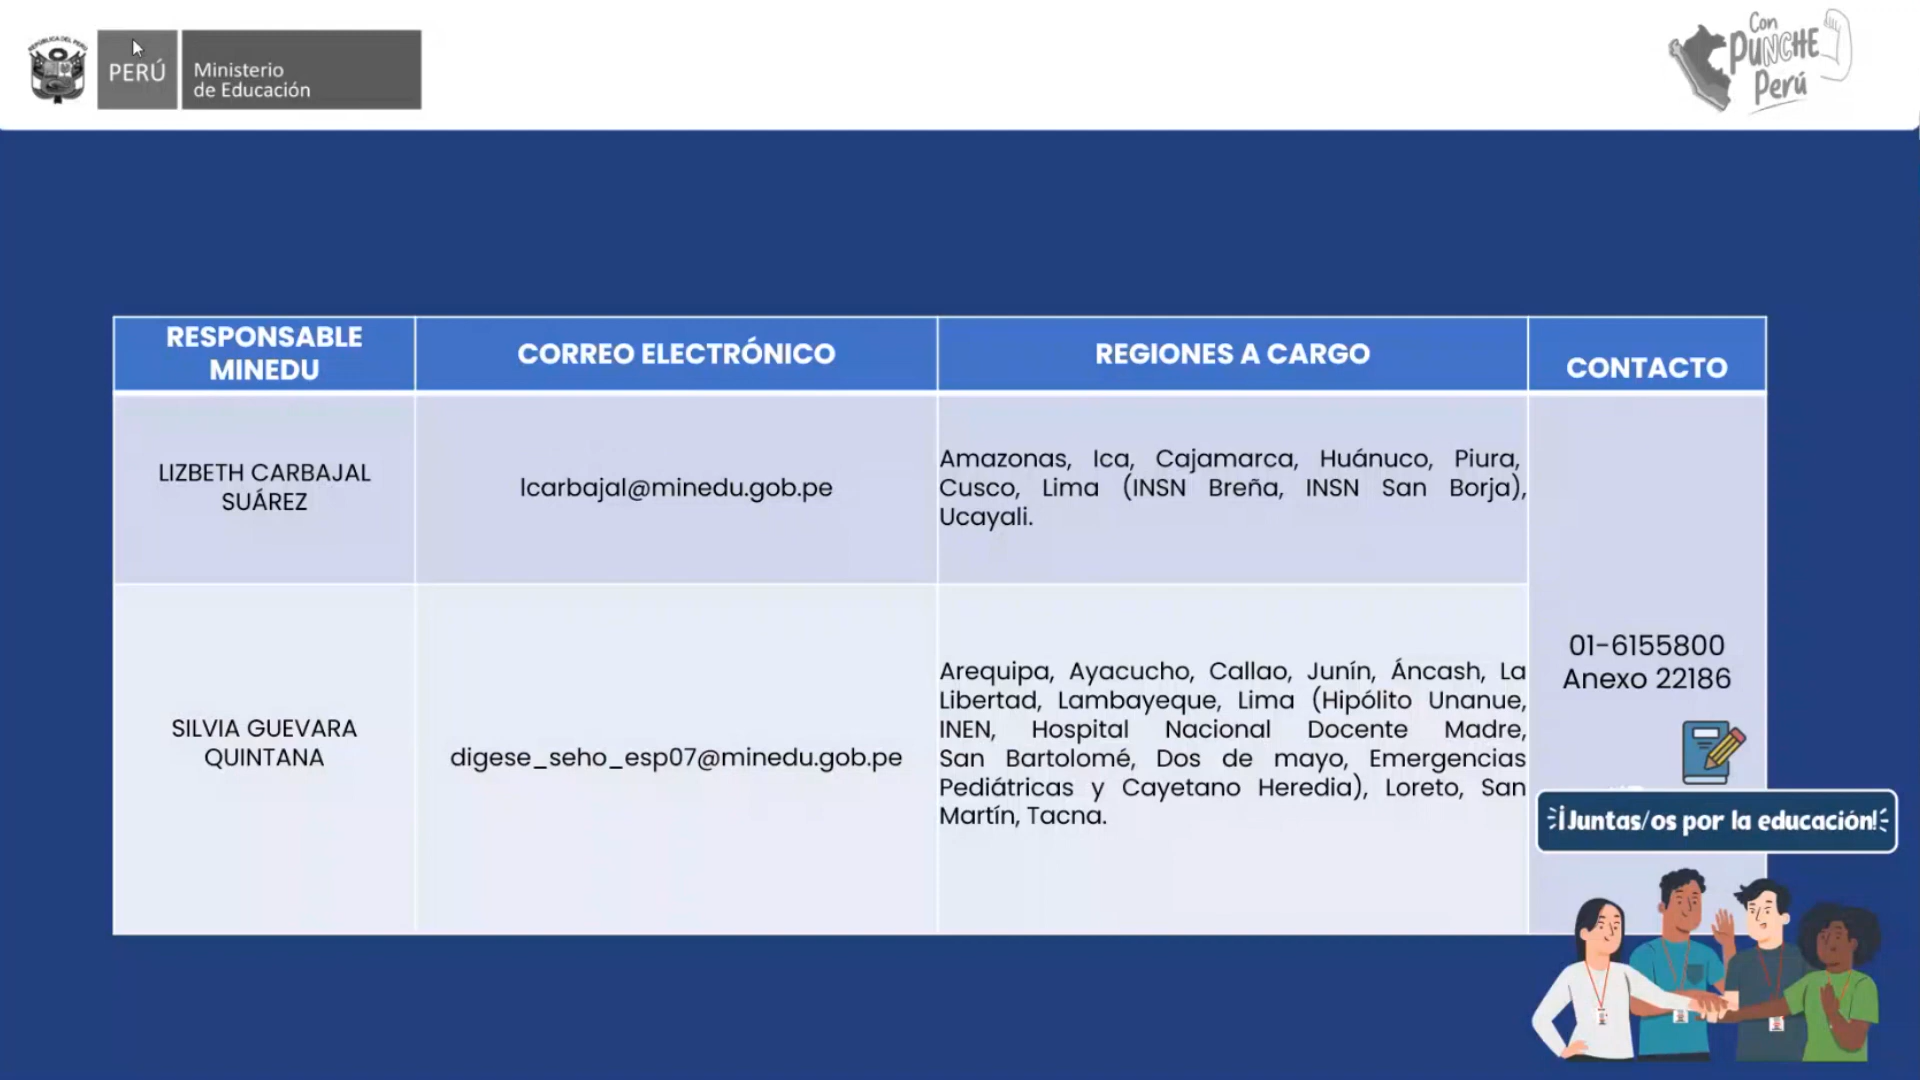 REPÚBLICA DEL PERÚ
PERÚ
Ministerio
de Educación
Con
PUNCHE
Perú
RESPONSABLE
MINEDU
CORREO ELECTRÓNICO
REGIONES A CARGO
CONTACTO
LIZBETH CARBAJAL
SUÁREZ
lcarbajal@minedu.gob.pe
Amazonas, Ica, Cajamarca, Huánuco, Piura,
Cusco, Lima (INSN Breña, INSN San Borja),
Ucayali.
SILVIA GUEVARA
QUINTANA
digese_seho_esp07@minedu.gob.pe
Arequipa, Ayacucho, Callao, Junín, Áncash, La
Libertad, Lambayeque, Lima (Hipólito Unanue,
INEN, Hospital Nacional Docente Madre,
San Bartolomé, Dos de mayo, Emergencias
Pediátricas y Cayetano Heredia), Loreto, San
Martín, Tacna.
01-6155800
Anexo 22186
¡Juntas/os por la educación!